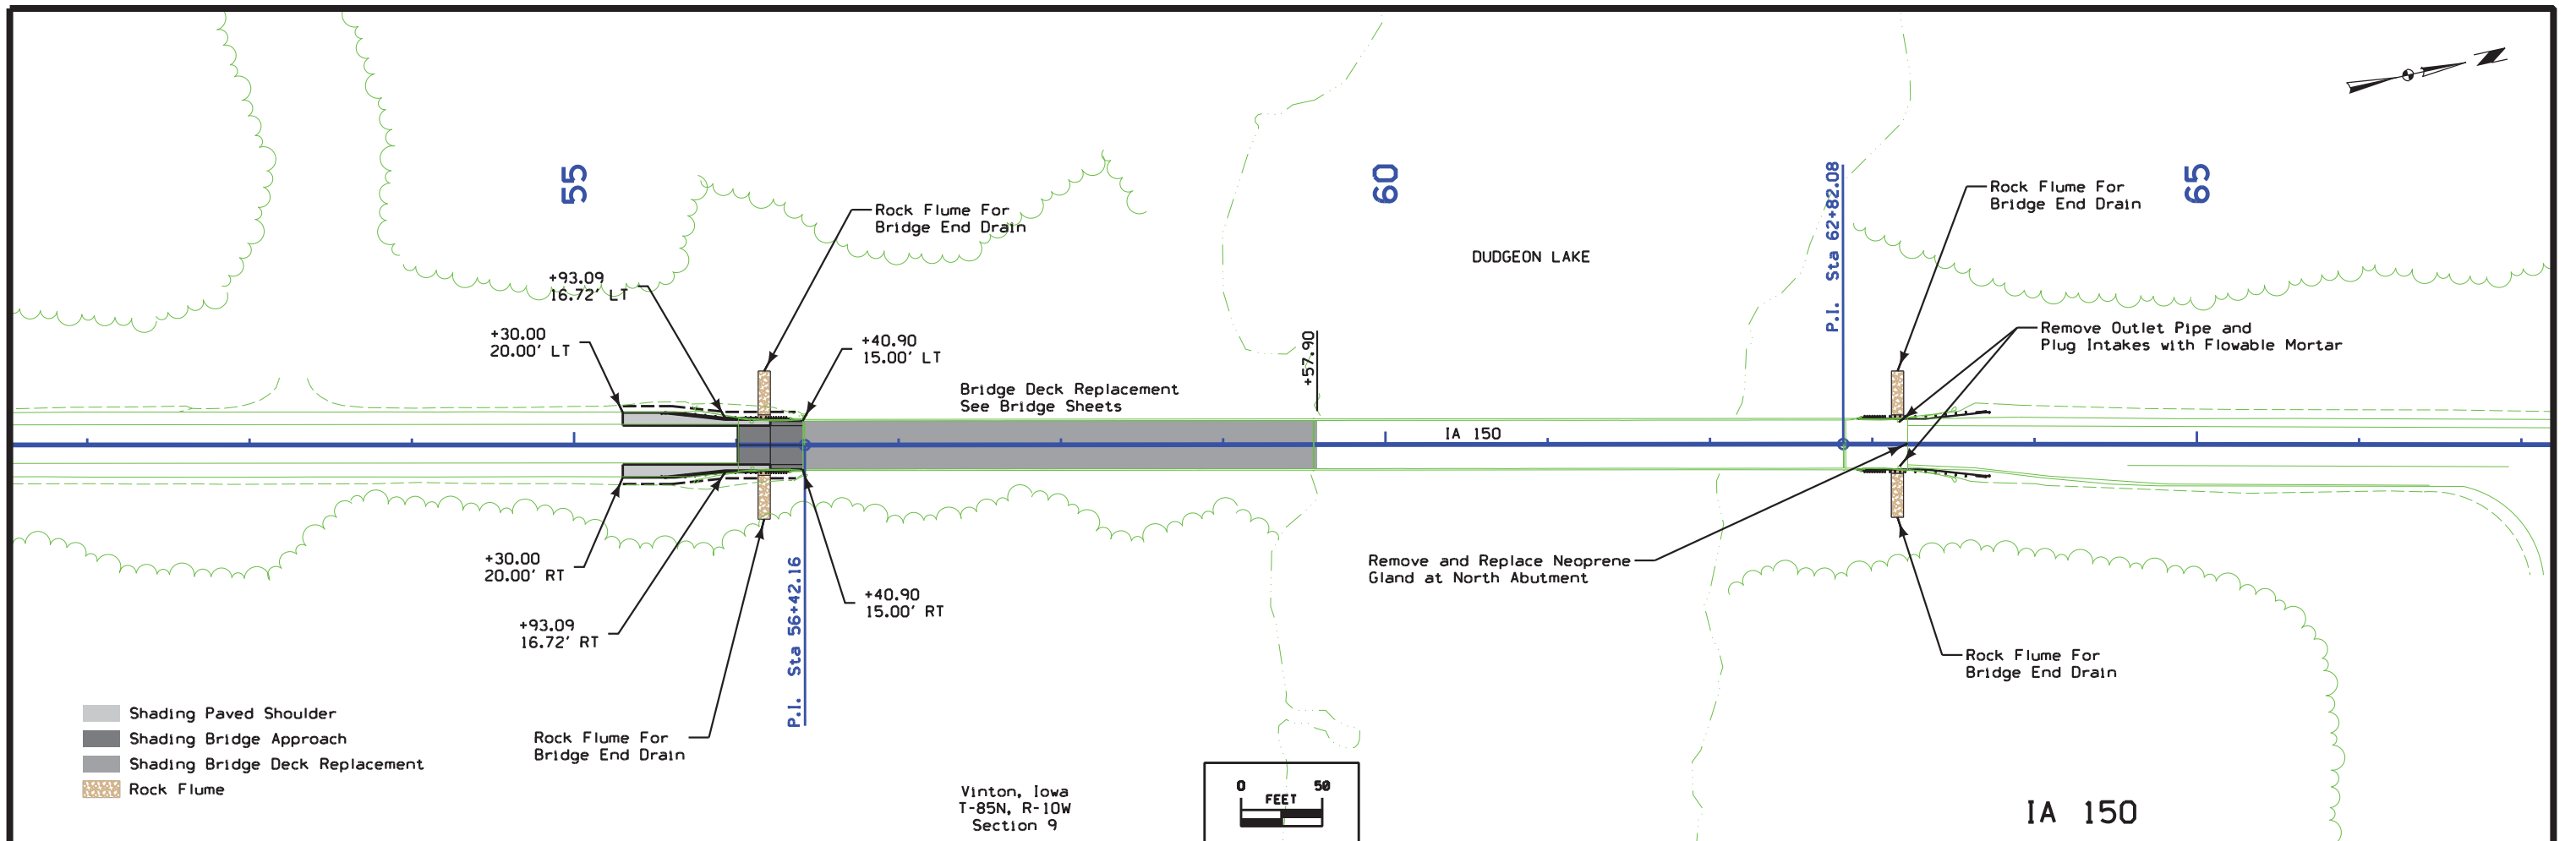 55
60
65
P.I. Sta 62+82.08
Rock Flume For
Bridge End Drain
Rock Flume For
Bridge End Drain
DUDGEON LAKE
+93.09
16.72' LT
+30.00
20.00' LT
+40.90
15.00' LT
+57.90
Remove Outlet Pipe and
Plug Intakes with Flowable Mortar
Bridge Deck Replacement
See Bridge Sheets
IA 150
+30.00
20.00' RT
+93.09
16.72' RT
P.I. Sta 56+42.16
+40.90
15.00' RT
Remove and Replace Neoprene
Gland at North Abutment
Rock Flume For
Bridge End Drain
Rock Flume For
Bridge End Drain
Shading Paved Shoulder
Shading Bridge Approach
Shading Bridge Deck Replacement
Rock Flume
Vinton, Iowa
T-85N, R-10W
Section 9
0 50
FEET
IA 150
N